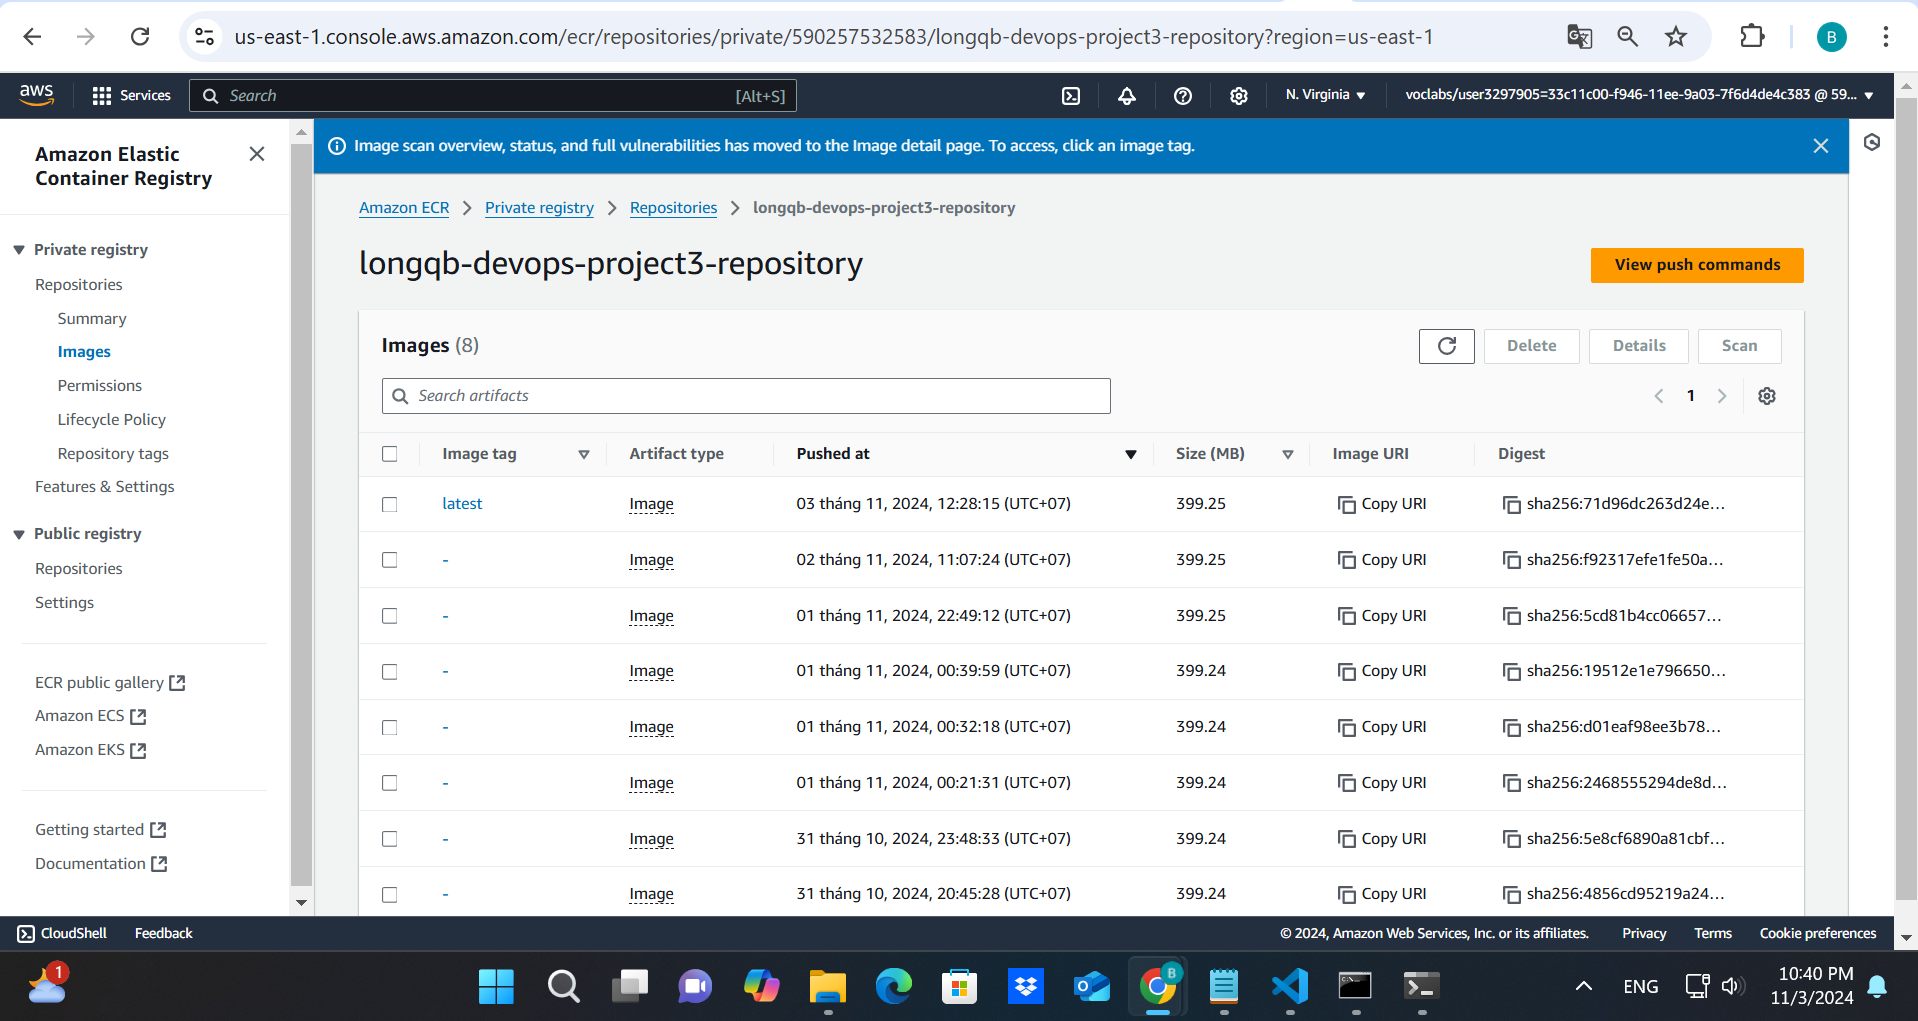 us-east-1.console.aws.amazon.com/ecr/repositories/private/590257532583/longqb-devops-project3-repository?region=us-east-1
B
aws
Services
Search
[Alt+S]
N. Virginia
voclabs/user3297905=33c11c00-f946-11ee-9a03-7f6d4de4c383 @ 59...
Amazon Elastic
Container Registry
Private registry
Repositories
Summary
Images
Permissions
Lifecycle Policy
Repository tags
Features & Settings
Public registry
Repositories
Settings
ECR public gallery
Amazon ECS
Amazon EKS
Getting started
Documentation
Image scan overview, status, and full vulnerabilities has moved to the Image detail page. To access, click an image tag.
Amazon ECR > Private registry > Repositories > longqb-devops-project3-repository
longqb-devops-project3-repository
View push commands
Images (8)
Delete
Details
Scan
Search artifacts
1
Image tag Artifact type Pushed at Size (MB) Image URI Digest
latest Image 03 tháng 11, 2024, 12:28:15 (UTC+07) 399.25 Copy URI sha256:71d96dc263d24e...
- Image 02 tháng 11, 2024, 11:07:24 (UTC+07) 399.25 Copy URI sha256:f92317efe1fe50a...
- Image 01 tháng 11, 2024, 22:49:12 (UTC+07) 399.25 Copy URI sha256:5cd81b4cc06657...
- Image 01 tháng 11, 2024, 00:39:59 (UTC+07) 399.24 Copy URI sha256:19512e1e796650...
- Image 01 tháng 11, 2024, 00:32:18 (UTC+07) 399.24 Copy URI sha256:d01eaf98ee3b78...
- Image 01 tháng 11, 2024, 00:21:31 (UTC+07) 399.24 Copy URI sha256:2468555294de8d...
- Image 31 tháng 10, 2024, 23:48:33 (UTC+07) 399.24 Copy URI sha256:5e8cf6890a81cbf...
- Image 31 tháng 10, 2024, 20:45:28 (UTC+07) 399.24 Copy URI sha256:4856cd95219a24...
CloudShell
Feedback
© 2024, Amazon Web Services, Inc. or its affiliates.
Privacy
Terms
Cookie preferences
1
B
ENG
10:40 PM
11/3/2024